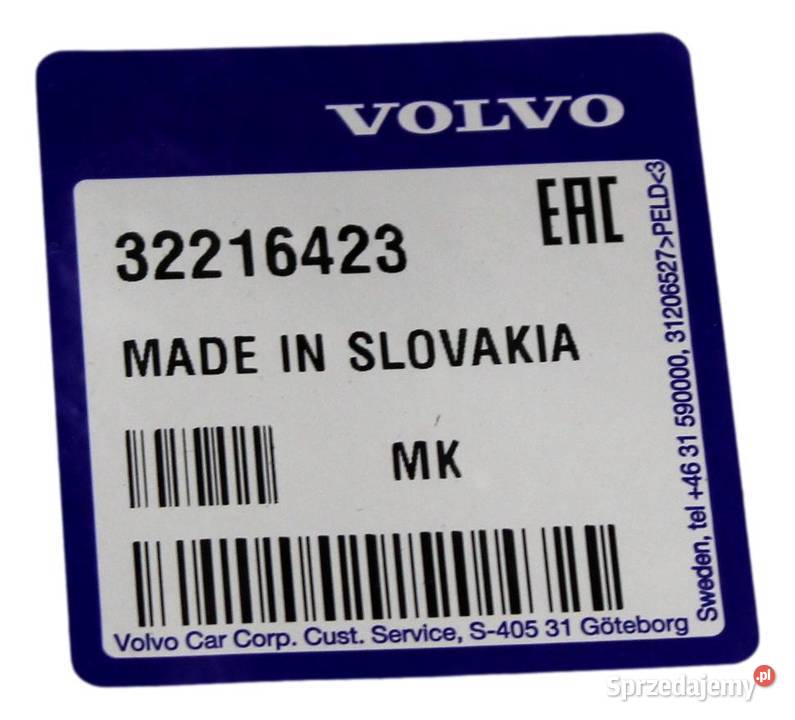 VOLVO
EAC
32216423
MADE IN SLOVAKIA
MK
Volvo Car Corp. Cust. Service, S-405 31 Göteborg
Sweden, tel +46 31 590000, 31206527>PELD<3
Sprzedajemy.pl